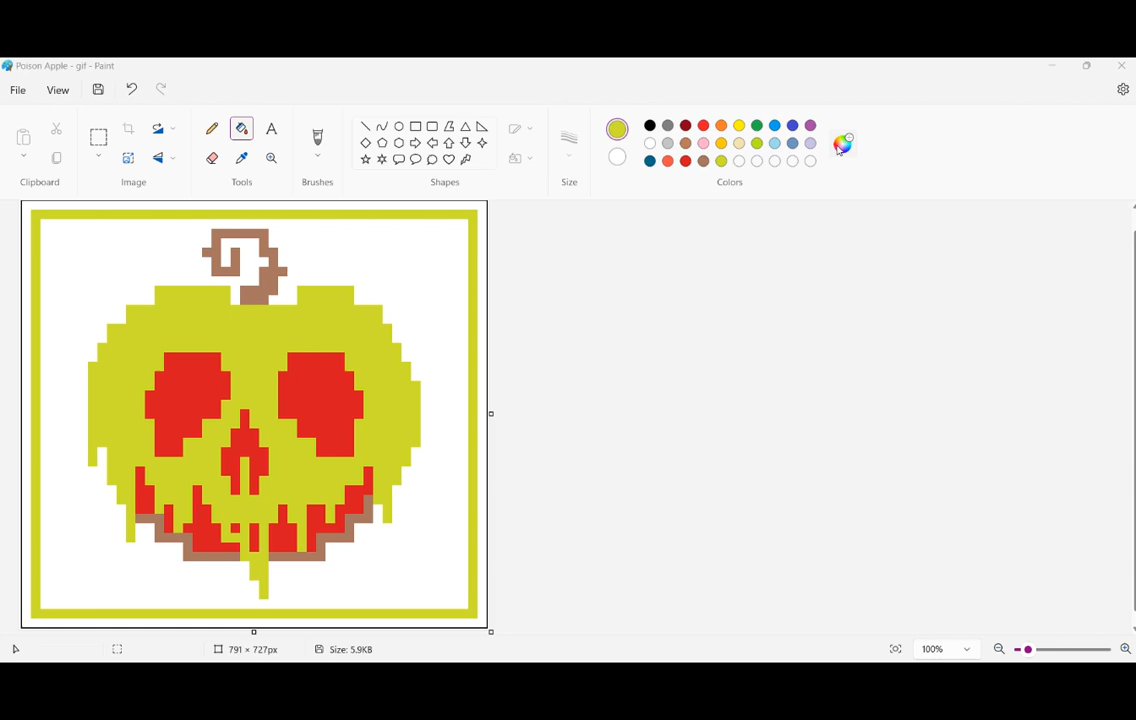 Poison Apple - gif - Paint
File View
A
Clipboard Image Tools Brushes Shapes Size Colors
791 × 727px Size: 5.9KB 100%